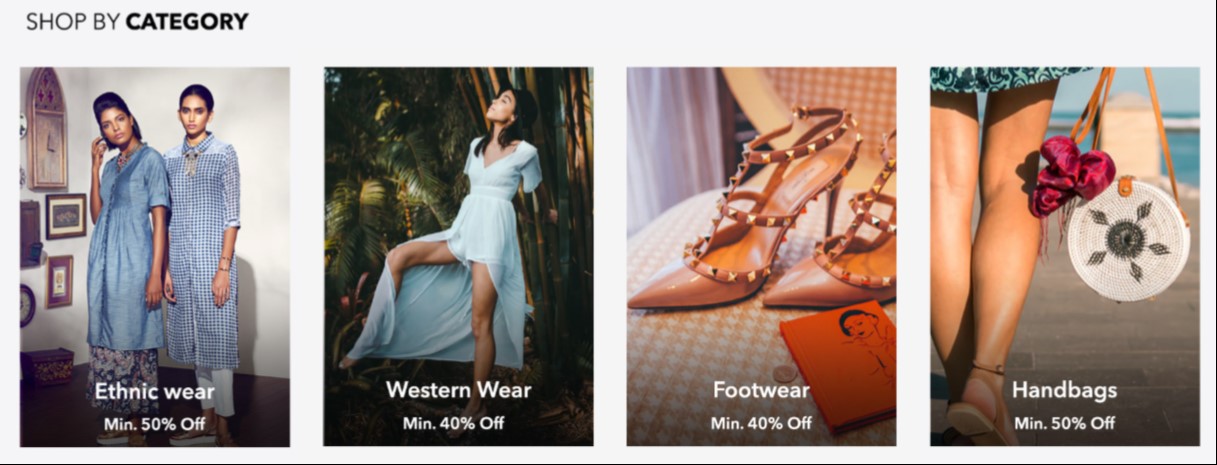 SHOP BY CATEGORY
Ethnic wear
Min. 50% Off
Western Wear
Min. 40% Off
Footwear
Min. 40% Off
Handbags
Min. 50% Off